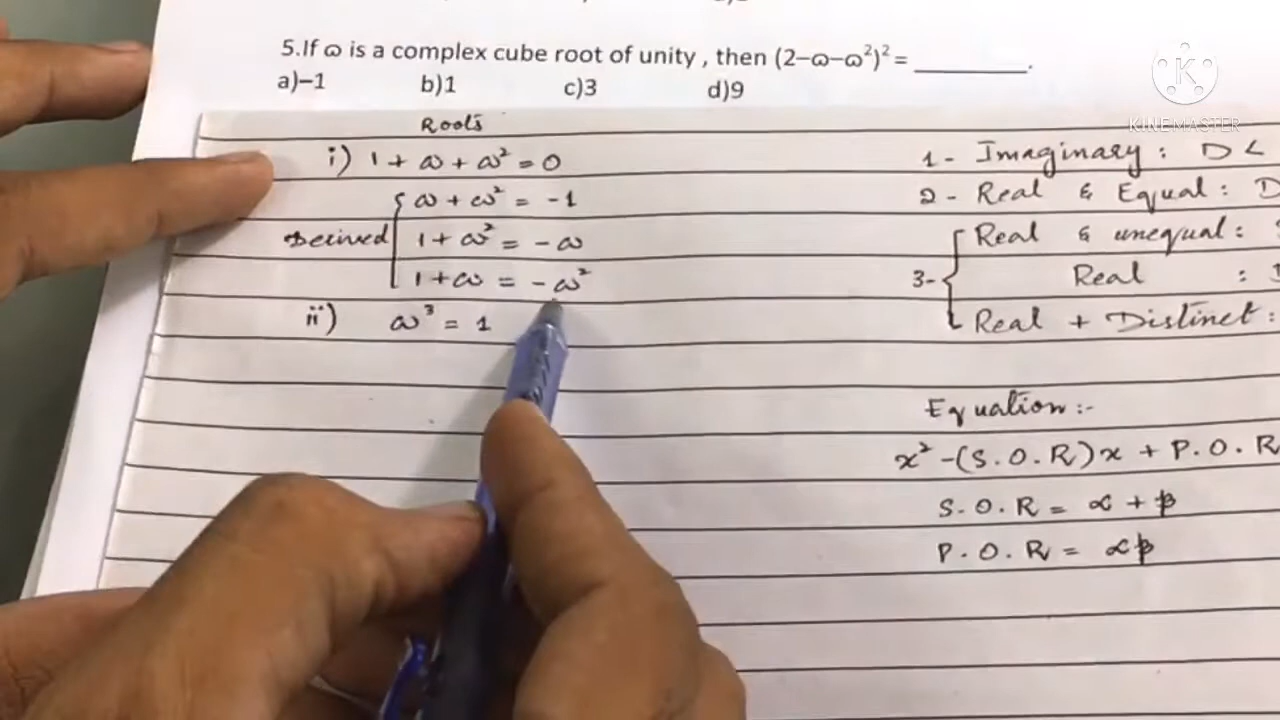 5.If ω is a complex cube root of unity , then (2−ω−ω²)² = ________.
a)−1 b)1 c)3 d)9
Roots
i) 1 + ω + ω² = 0
ω + ω² = -1
Derived 1 + ω² = - ω
1 + ω = - ω²
ii) ω³ = 1
1- Imaginary : D <
2- Real & Equal : D
Real & unequal :
3- Real :
Real + Distinct :
Equation :-
x² -(S.O.R)x + P.O.R
S.O.R = α + β
P.O.R = αβ
K
KINEMASTER